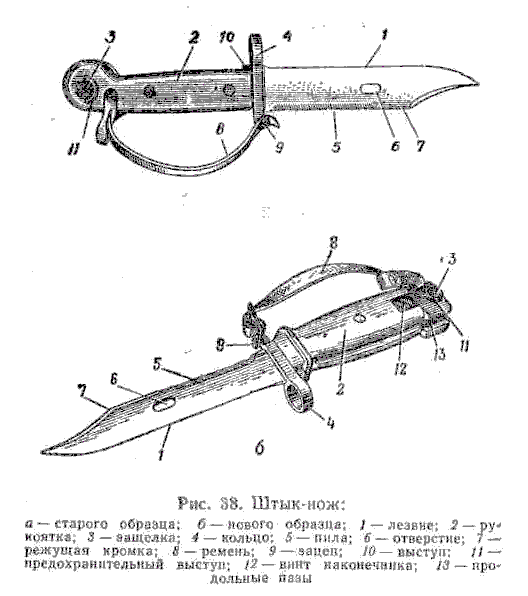 3 2 10 4 1
11 8 9 5 6 7
8
3
9
5
6
7
12 13 11
2
4
1 б
Рис. 38. Штык-нож:
а — старого образца; б — нового образца; 1 — лезвие; 2 — ру-
коятка; 3 — защелка; 4 — кольцо; 5 — пила; 6 — отверстие; 7 —
режущая кромка; 8 — ремень; 9 — зацеп; 10 — выступ; 11 —
предохранительный выступ; 12 — винт наконечника; 13 — про-
дольные пазы